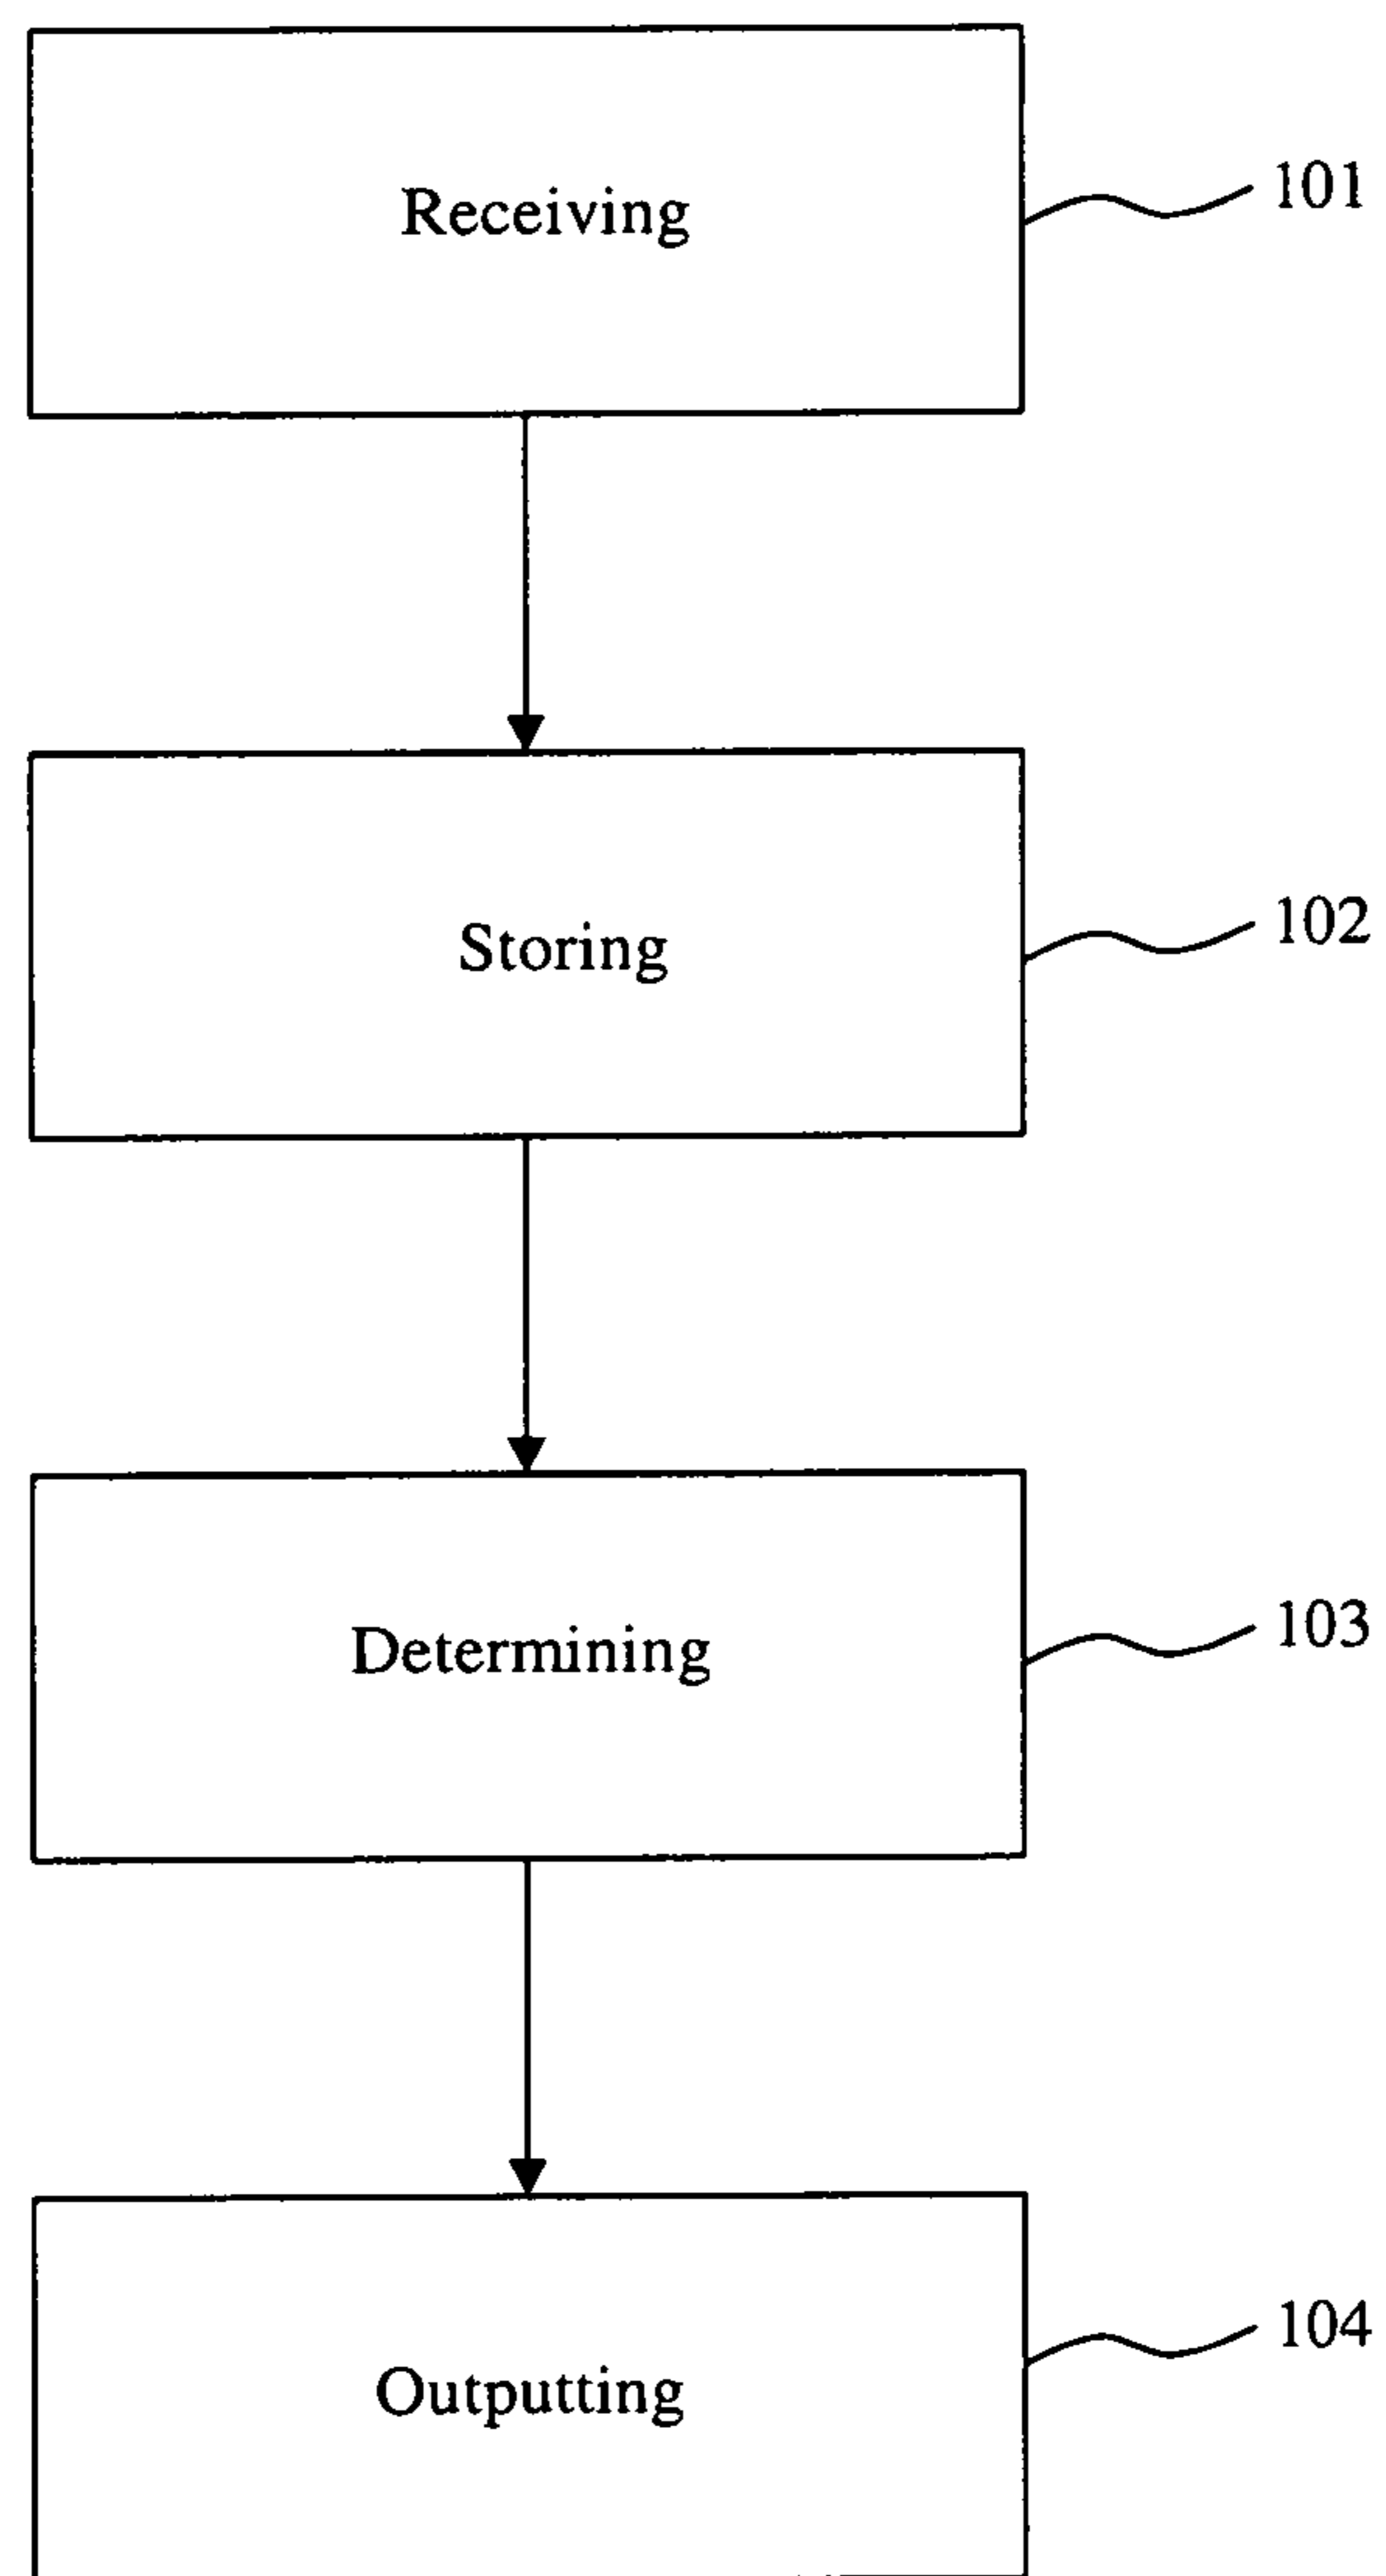 Receiving
101
Storing
102
Determining
103
Outputting
104